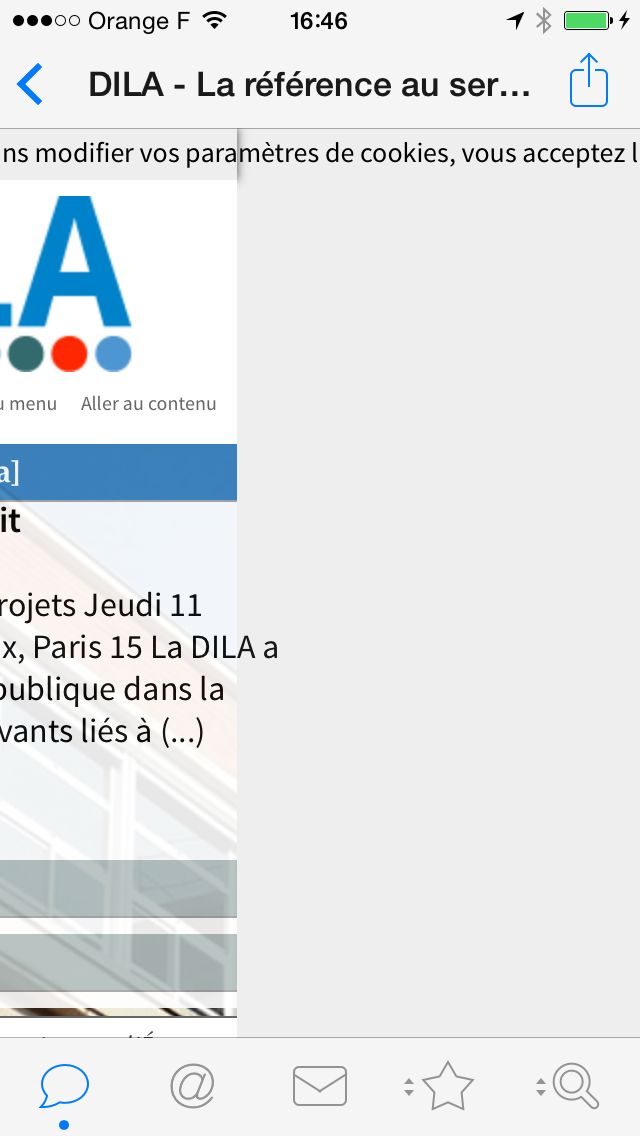 Orange F 16:46
DILA - La référence au ser...
ns modifier vos paramètres de cookies, vous acceptez l
LA
u menu Aller au contenu
a]
it
rojets Jeudi 11
x, Paris 15 La DILA a
publique dans la
vants liés à (...)